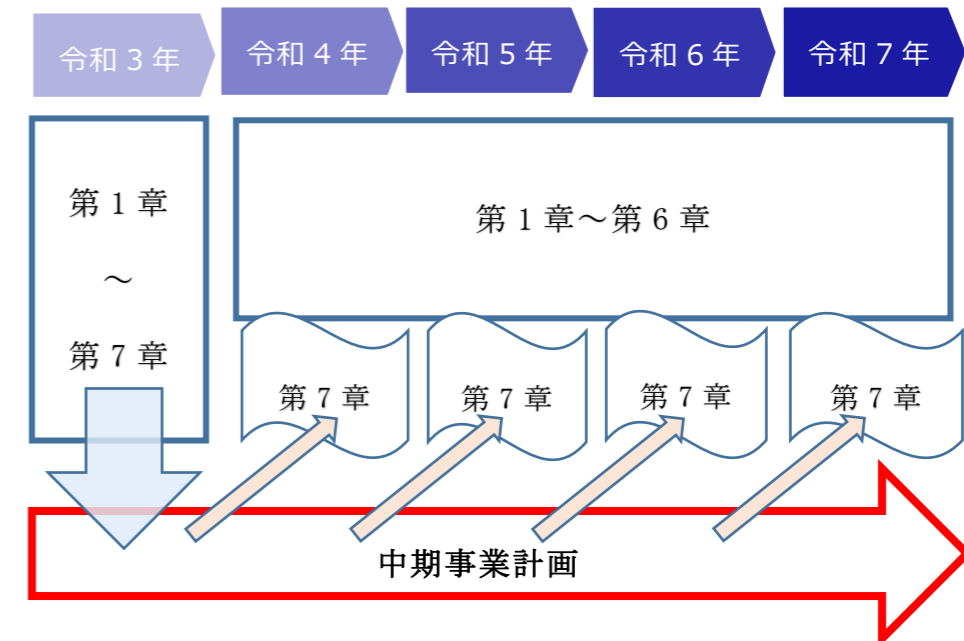 令和3年
令和4年
令和5年
令和6年
令和7年
第1章
～
第7章
第1章～第6章
第7章
第7章
第7章
第7章
中期事業計画